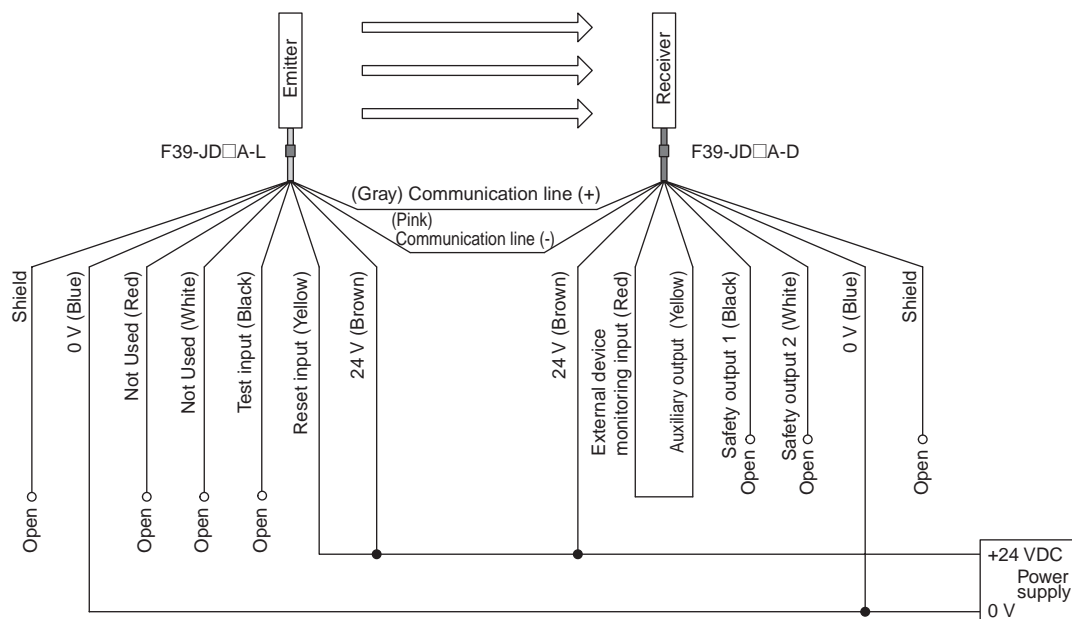 Emitter
Receiver
F39-JD□A-L
F39-JD□A-D
(Gray) Communication line (+)
(Pink)
Communication line (-)
Shield
0 V (Blue)
Not Used (Red)
Not Used (White)
Test input (Black)
Reset input (Yellow)
24 V (Brown)
24 V (Brown)
External device
monitoring input (Red)
Auxiliary output (Yellow)
Safety output 1 (Black)
Safety output 2 (White)
0 V (Blue)
Shield
Open
Open
Open
Open
Open
Open
Open
+24 VDC
Power
supply
0 V